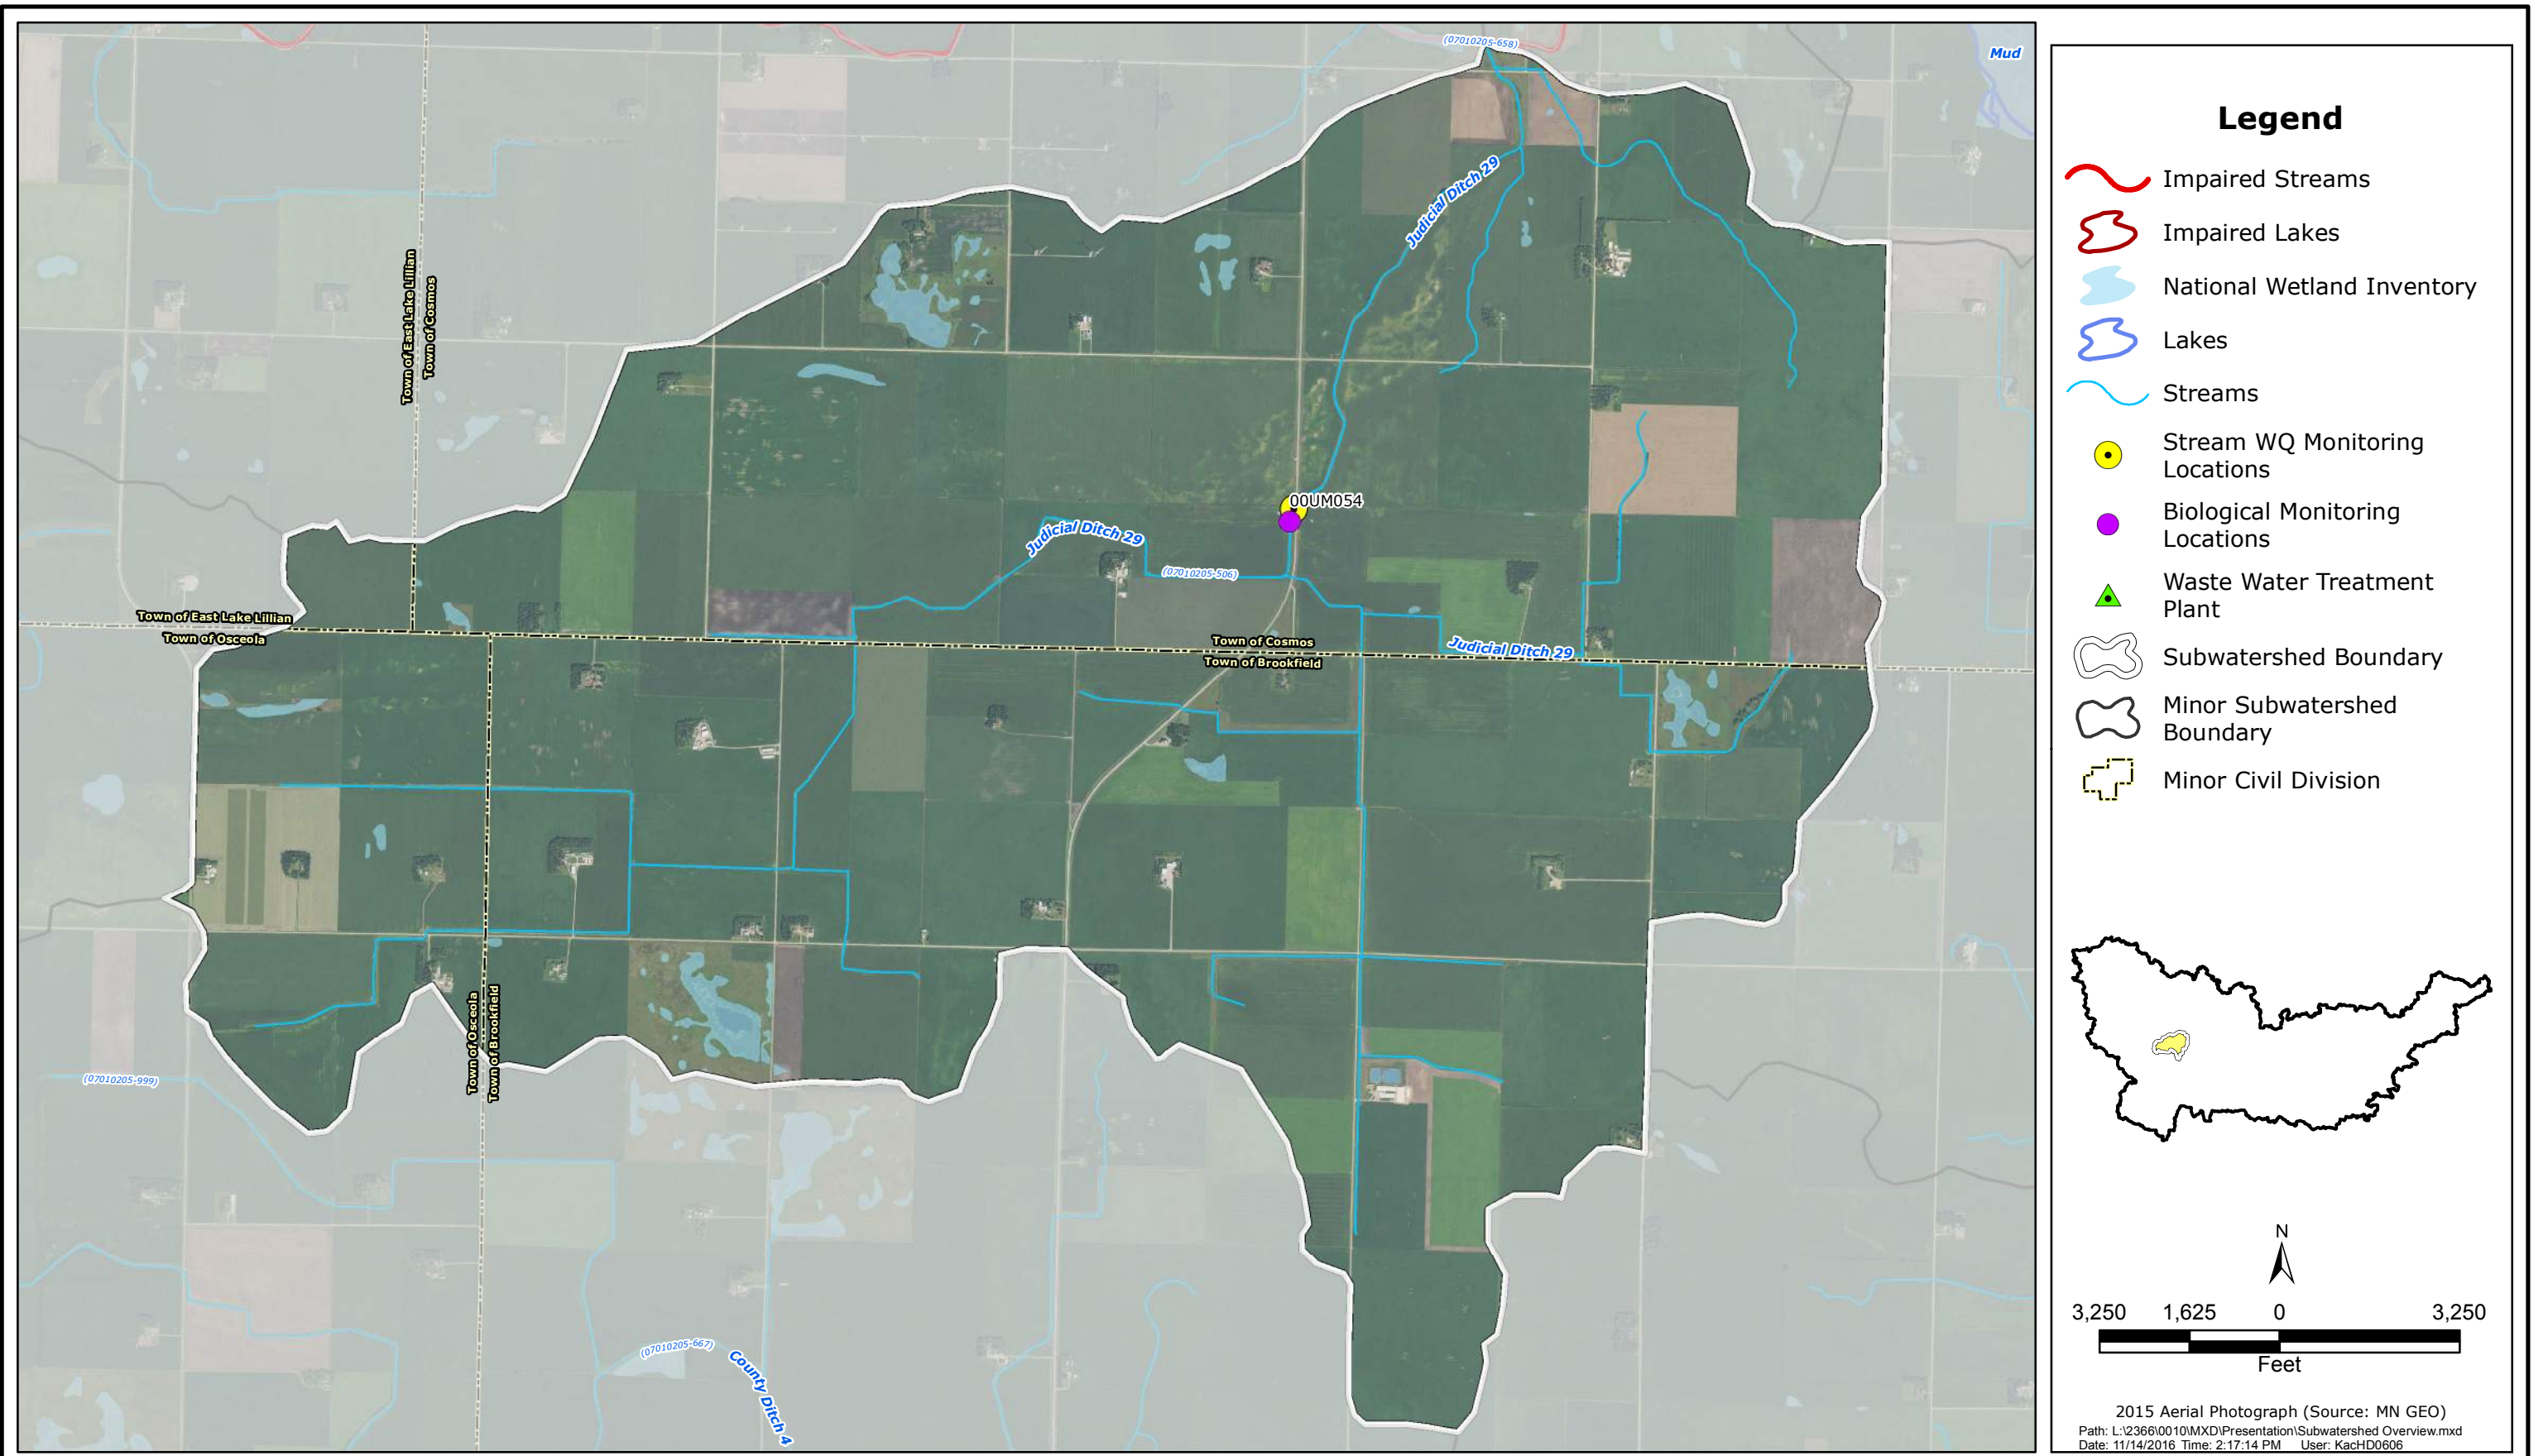 (07010205-658)
Mud
Judicial Ditch 29
Town of East Lake Lillian
Town of Cosmos
00UM054
Judicial Ditch 29
(07010205-506)
Town of East Lake Lillian
Town of Osceola
Town of Cosmos
Town of Brookfield
Judicial Ditch 29
Town of Osceola
Town of Brookfield
(07010205-999)
(07010205-667)
County Ditch 4
Legend
Impaired Streams
Impaired Lakes
National Wetland Inventory
Lakes
Streams
Stream WQ Monitoring
Locations
Biological Monitoring
Locations
Waste Water Treatment
Plant
Subwatershed Boundary
Minor Subwatershed
Boundary
Minor Civil Division
N
3,250 1,625 0 3,250
Feet
2015 Aerial Photograph (Source: MN GEO)
Path: L:\2366\0010\MXD\Presentation\Subwatershed Overview.mxd
Date: 11/14/2016 Time: 2:17:14 PM User: KacHD0606